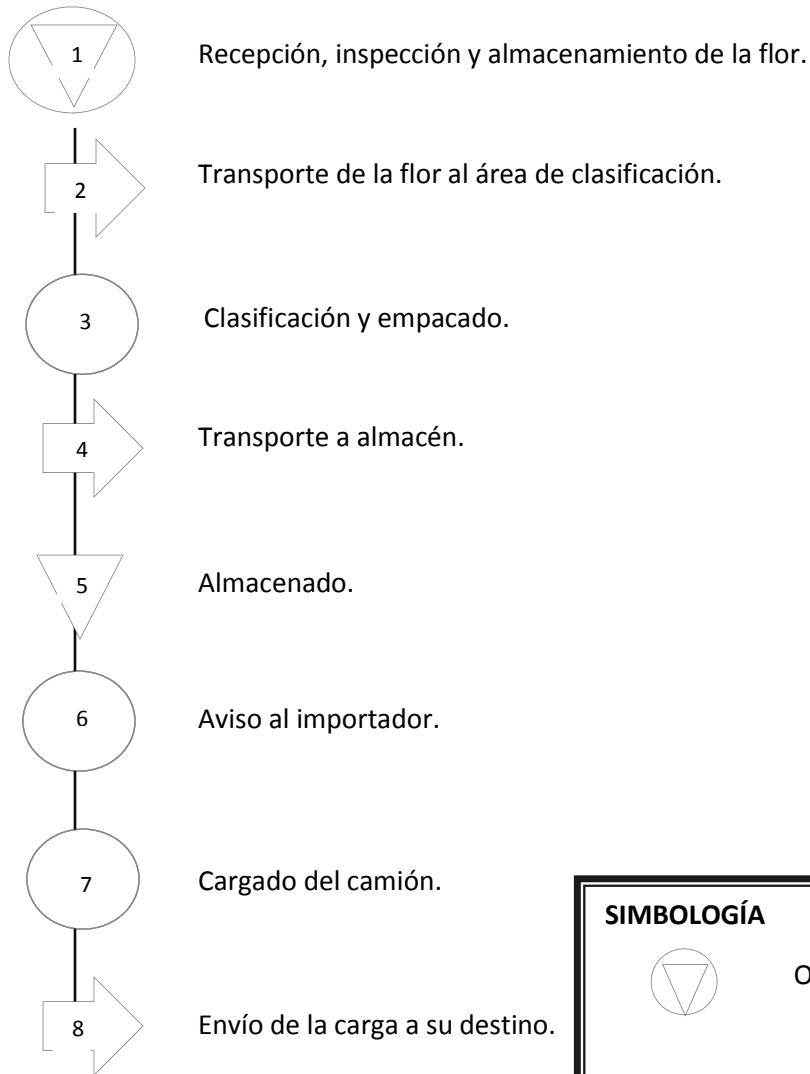 1 Recepción, inspección y almacenamiento de la flor.
2 Transporte de la flor al área de clasificación.
3 Clasificación y empacado.
4 Transporte a almacén.
5 Almacenado.
6 Aviso al importador.
7 Cargado del camión.
SIMBOLOGÍA
O
8 Envío de la carga a su destino.